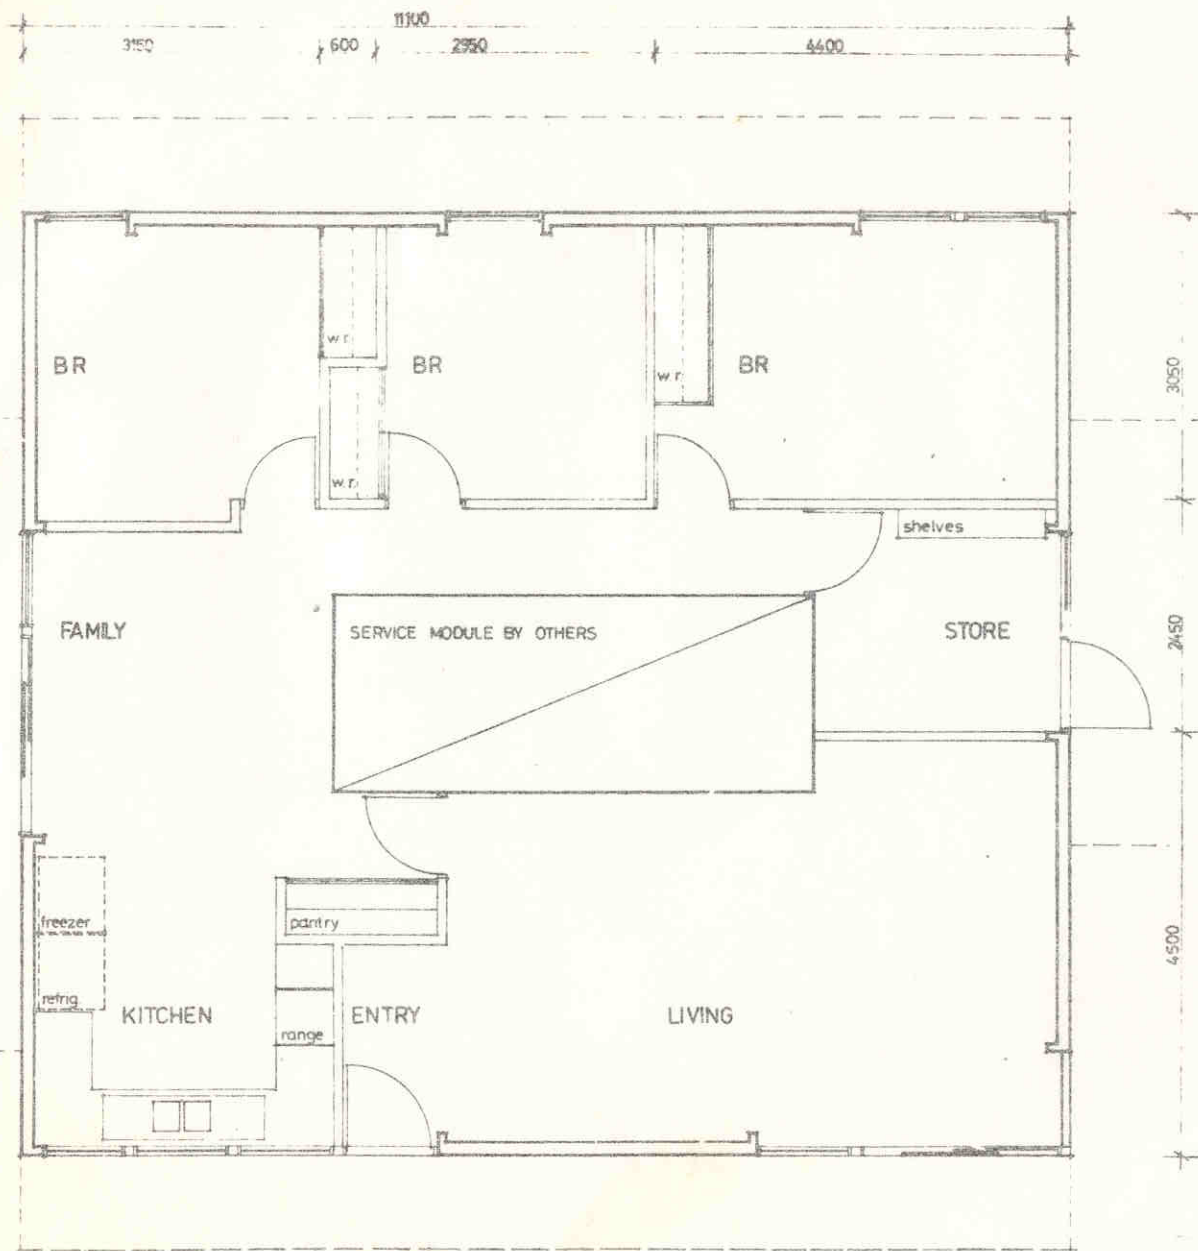 11100
3150 600 2950 4400
w.r.
BR BR w.r. BR
3050
w.r.
shelves
FAMILY SERVICE MODULE BY OTHERS STORE
2450
freezer pantry
4500
refrig.
KITCHEN ENTRY LIVING
range